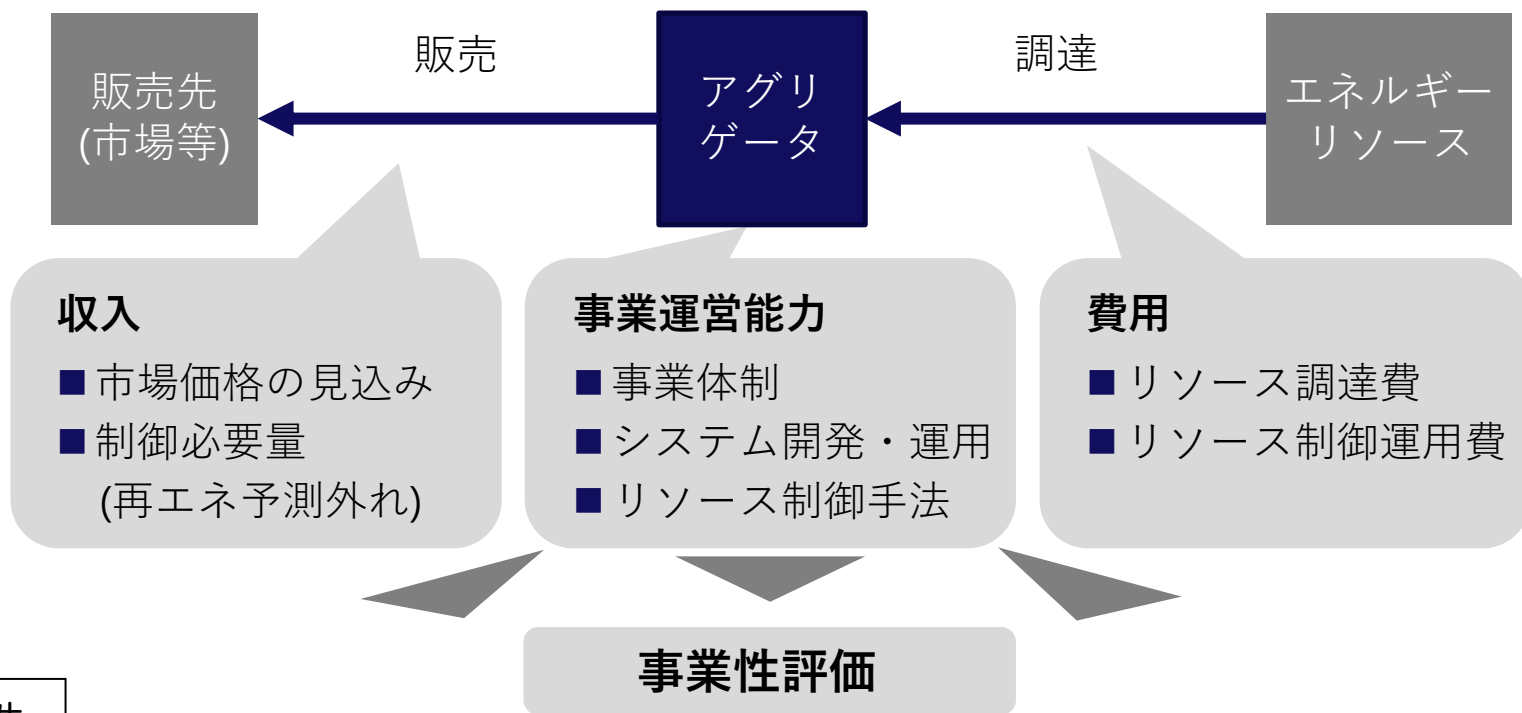 販売先
(市場等)
販売
アグリ
ゲータ
調達
エネルギー
リソース
収入
■市場価格の見込み
■制御必要量
(再エネ予測外れ)
事業運営能力
■事業体制
■システム開発・運用
■リソース制御手法
費用
■リソース調達費
■リソース制御運用費
事業性評価